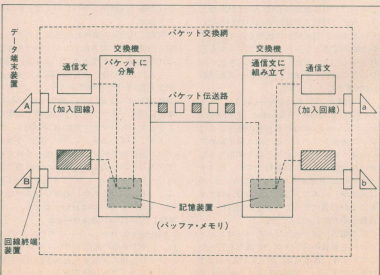 パケット交換網
データ端末装置
交換機
交換機
通信文
パケットに
分解
通信文に
組み立て
通信文
A
(加入回線)
パケット伝送路
(加入回線)
a
B
b
記憶装置
(バッファ・メモリ)
回線終端
装置